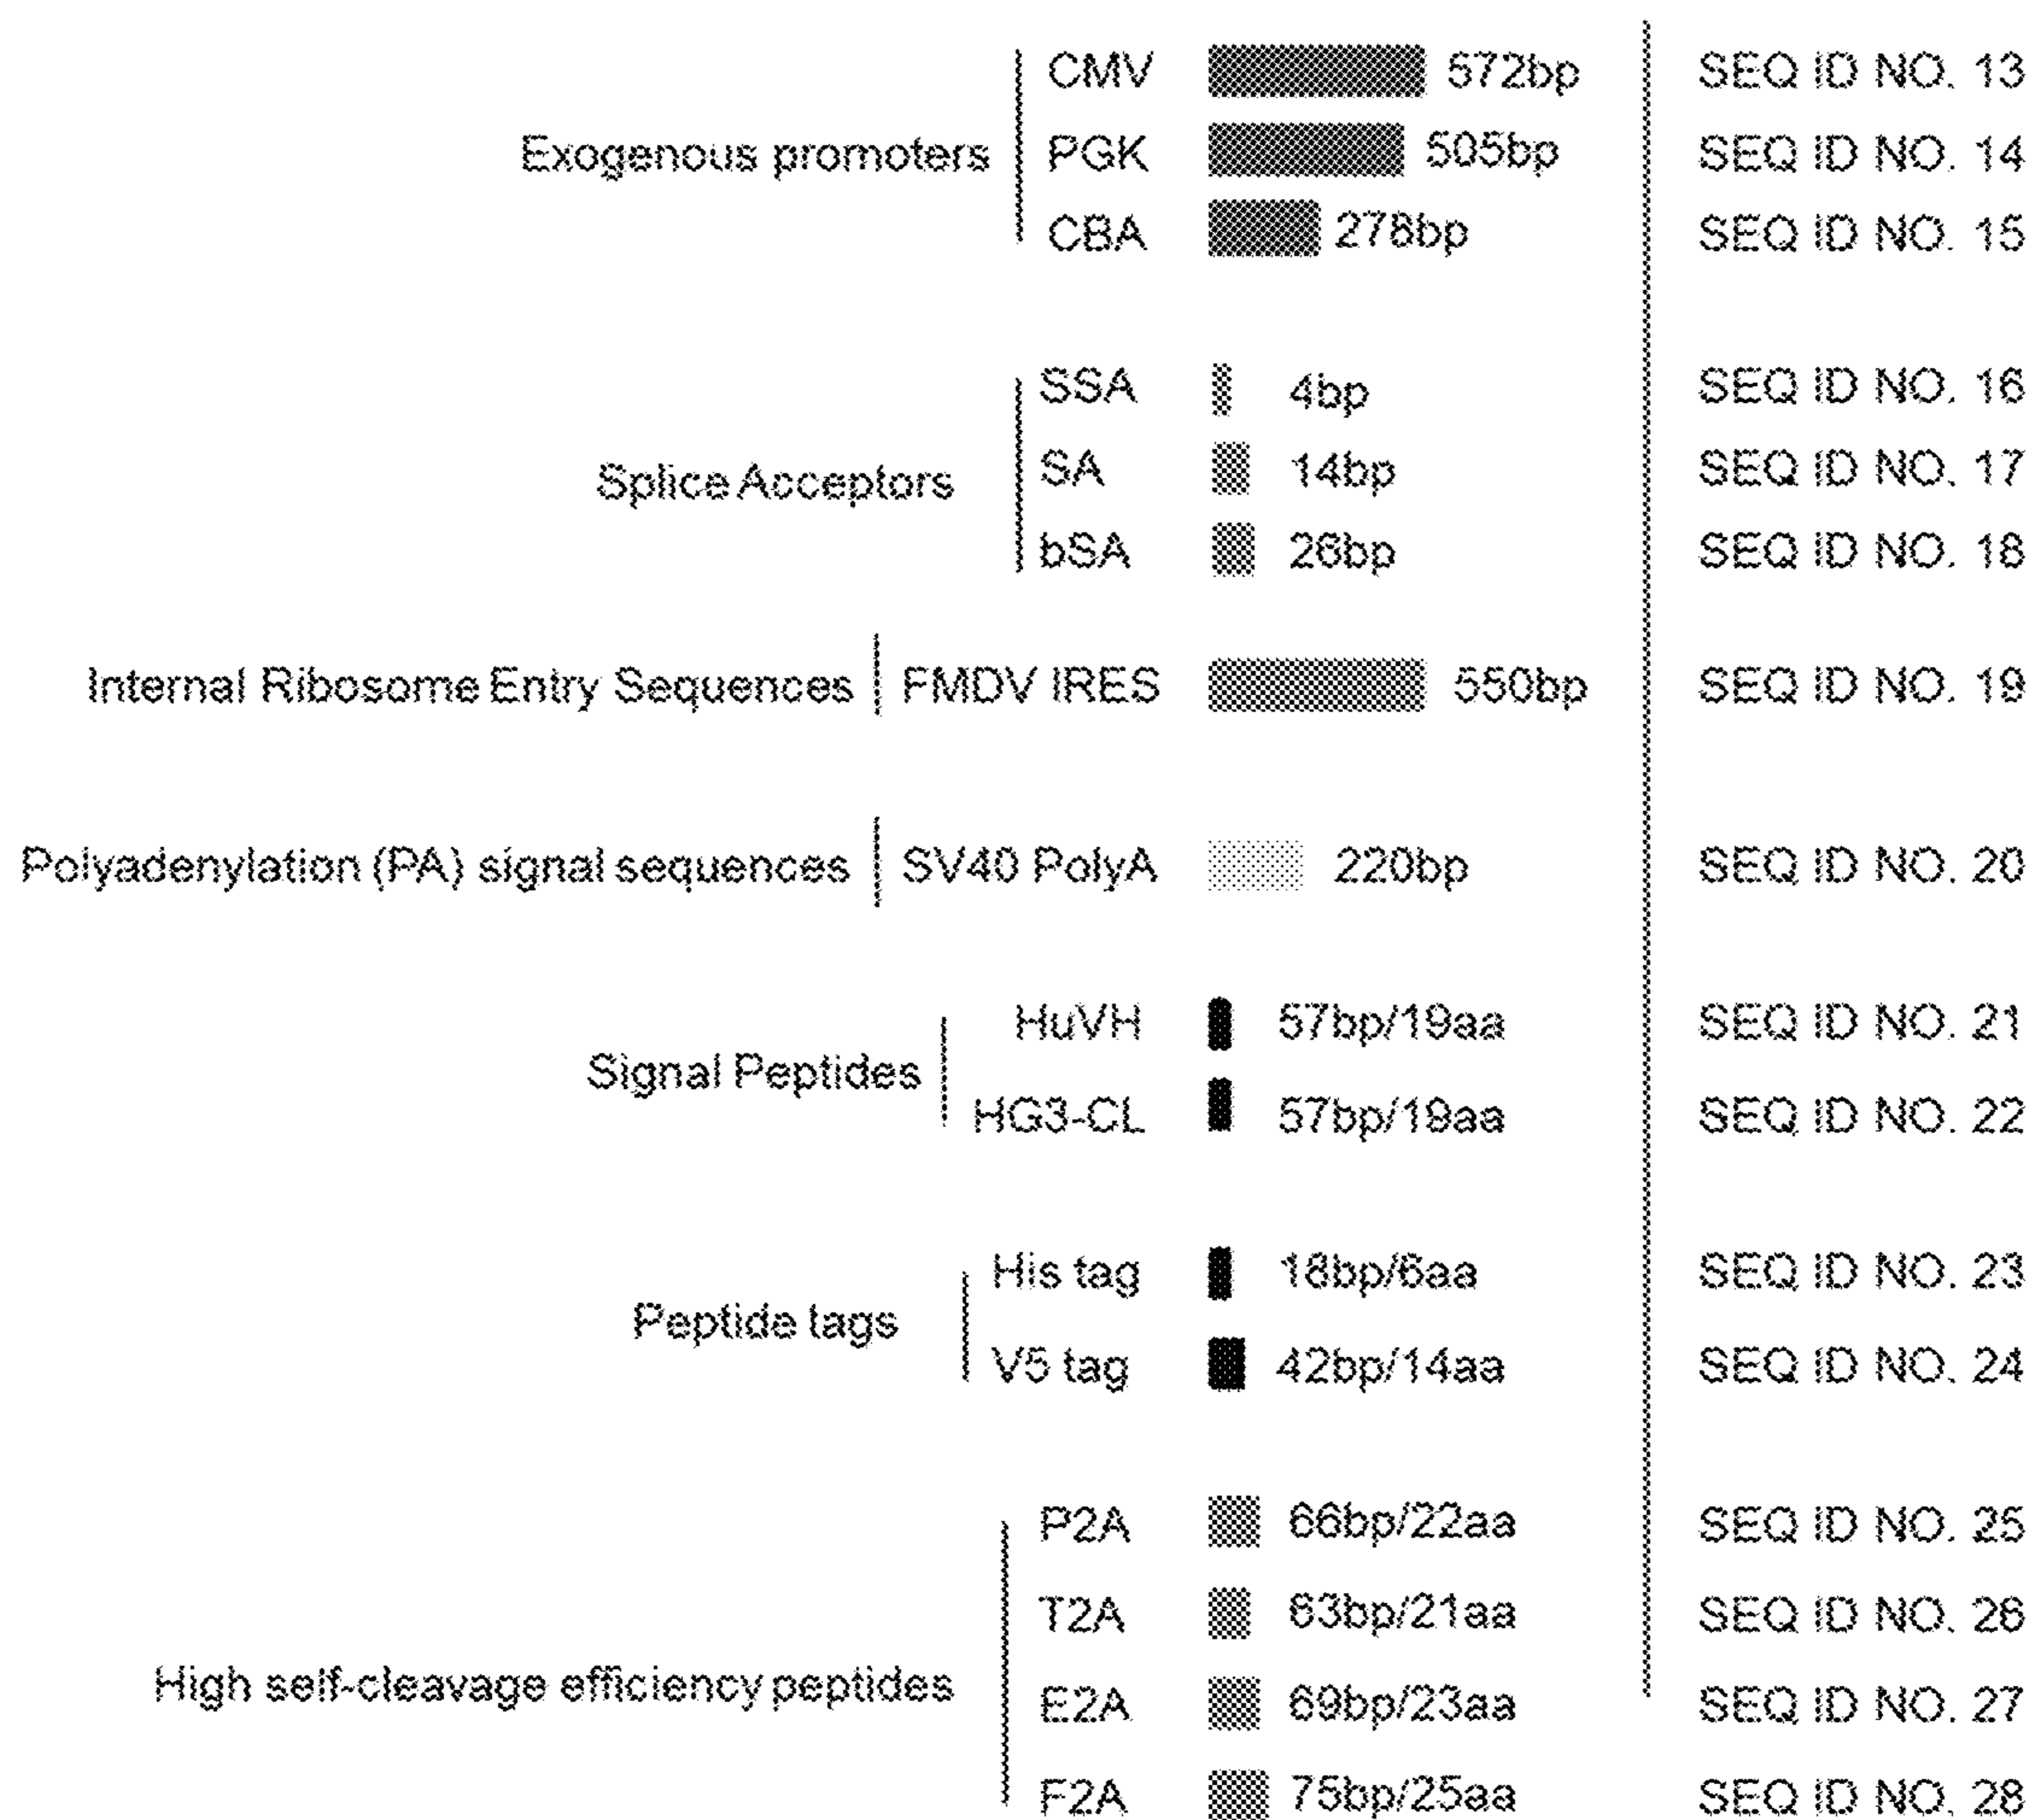 CMV 572bp SEQ ID NO. 13
Exogenous promoters PGK 505bp SEQ ID NO. 14
CBA 278bp SEQ ID NO. 15
SSA 4bp SEQ ID NO. 16
Splice Acceptors SA 14bp SEQ ID NO. 17
bSA 26bp SEQ ID NO. 18
Internal Ribosome Entry Sequences FMDV IRES 550bp SEQ ID NO. 19
Polyadenylation (PA) signal sequences SV40 PolyA 220bp SEQ ID NO. 20
HuVH 57bp/19aa SEQ ID NO. 21
Signal Peptides
HG3-CL 57bp/19aa SEQ ID NO. 22
His tag 18bp/6aa SEQ ID NO. 23
Peptide tags
V5 tag 42bp/14aa SEQ ID NO. 24
P2A 66bp/22aa SEQ ID NO. 25
T2A 63bp/21aa SEQ ID NO. 26
High self-cleavage efficiency peptides E2A 69bp/23aa SEQ ID NO. 27
F2A 75bp/25aa SEQ ID NO. 28